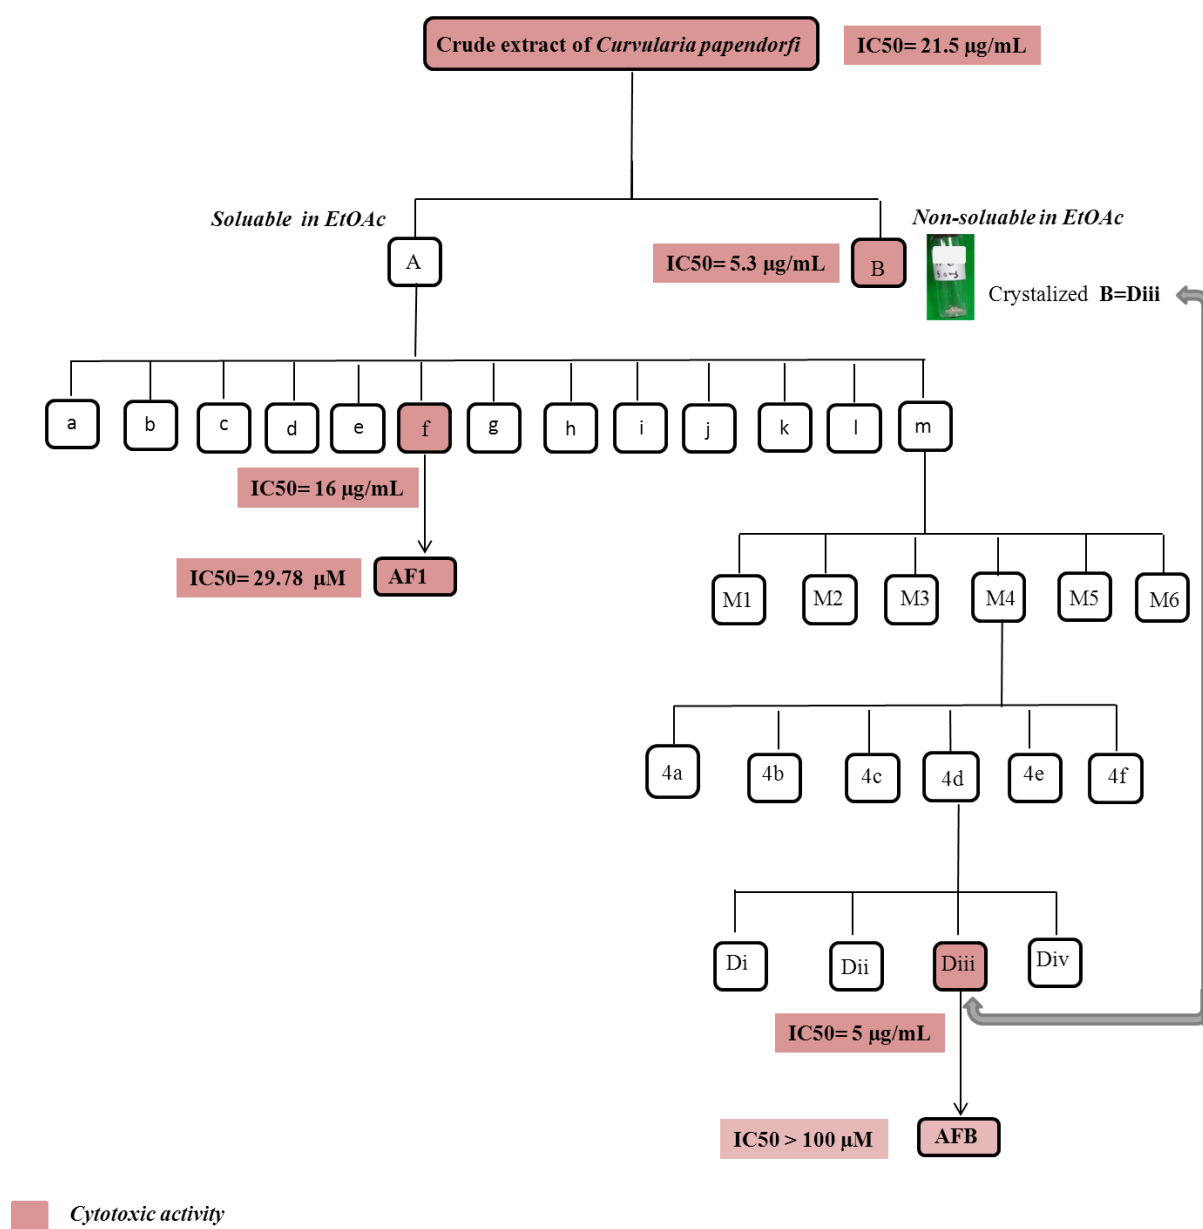 Crude extract of Curvularia papendorfi
IC50= 21.5 µg/mL
Soluable in EtOAc
Non-soluable in EtOAc
A
IC50= 5.3 µg/mL
B
Crystalized B=Diii
a
b
c
d
e
f
g
h
i
j
k
l
m
IC50= 16 µg/mL
IC50= 29.78 µM
AF1
M1
M2
M3
M4
M5
M6
4a
4b
4c
4d
4e
4f
Di
Dii
Diii
Div
IC50= 5 µg/mL
IC50 > 100 µM
AFB
Cytotoxic activity